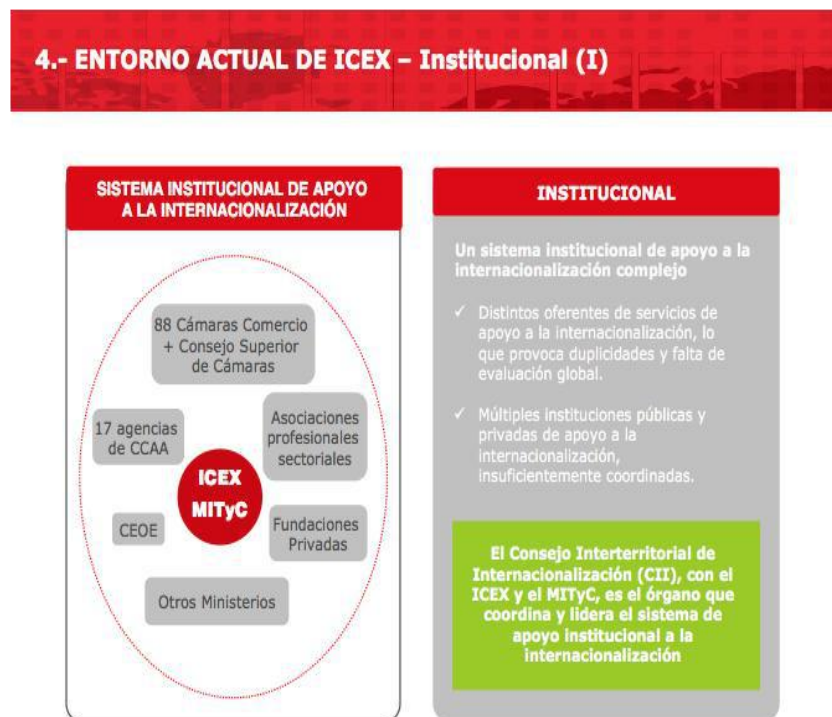 4.- ENTORNO ACTUAL DE ICEX – Institucional (I)
SISTEMA INSTITUCIONAL DE APOYO
A LA INTERNACIONALIZACIÓN
88 Cámaras Comercio
+ Consejo Superior
de Cámaras
17 agencias
de CCAA
Asociaciones
profesionales
sectoriales
ICEX
MITyC
CEOE
Fundaciones
Privadas
Otros Ministerios
INSTITUCIONAL
Un sistema institucional de apoyo a la
internacionalización complejo
✓ Distintos oferentes de servicios de
apoyo a la internacionalización, lo
que provoca duplicidades y falta de
evaluación global.
✓ Múltiples instituciones públicas y
privadas de apoyo a la
internacionalización,
insuficientemente coordinadas.
El Consejo Interterritorial de
Internacionalización (CII), con el
ICEX y el MITyC, es el órgano que
coordina y lidera el sistema de
apoyo institucional a la
internacionalización